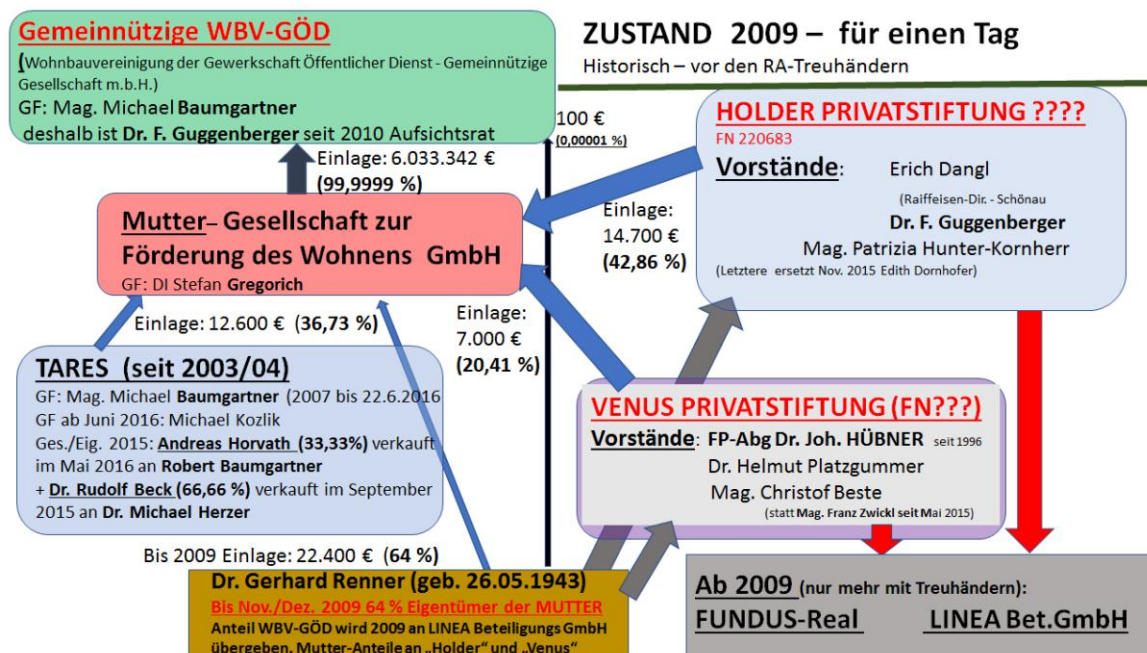 Gemeinnützige WBV-GÖD
(Wohnbauvereinigung der Gewerkschaft Öffentlicher Dienst - Gemeinnützige
Gesellschaft m.b.H.)
GF: Mag. Michael Baumgartner
deshalb ist Dr. F. Guggenberger seit 2010 Aufsichtsrat
ZUSTAND 2009 – für einen Tag
Historisch – vor den RA-Treuhändern
100 €
(0,00001 %)
Einlage: 6.033.342 €
(99,9999 %)
HOLDER PRIVATSTIFTUNG ????
FN 220683
Vorstände: Erich Dangl
(Raiffeisen-Dir. - Schönau
Dr. F. Guggenberger
Mag. Patrizia Hunter-Kornherr
(Letztere ersetzt Nov. 2015 Edith Dornhofer)
Mutter– Gesellschaft zur
Förderung des Wohnens GmbH
GF: DI Stefan Gregorich
Einlage:
14.700 €
(42,86 %)
Einlage: 12.600 € (36,73 %)
Einlage:
7.000 €
(20,41 %)
TARES (seit 2003/04)
GF: Mag. Michael Baumgartner (2007 bis 22.6.2016
GF ab Juni 2016: Michael Kozlik
Ges./Eig. 2015: Andreas Horvath (33,33%) verkauft
im Mai 2016 an Robert Baumgartner
+ Dr. Rudolf Beck (66,66 %) verkauft im September
2015 an Dr. Michael Herzer
VENUS PRIVATSTIFTUNG (FN???)
Vorstände: FP-Abg Dr. Joh. HÜBNER seit 1996
Dr. Helmut Platzgummer
Mag. Christof Beste
(statt Mag. Franz Zwickl seit Mai 2015)
Bis 2009 Einlage: 22.400 € (64 %)
Dr. Gerhard Renner (geb. 26.05.1943)
Bis Nov./Dez. 2009 64 % Eigentümer der MUTTER
Anteil WBV-GÖD wird 2009 an LINEA Beteiligungs GmbH
übergeben. Mutter-Anteile an „Holder“ und „Venus“
Ab 2009 (nur mehr mit Treuhändern):
FUNDUS-Real LINEA Bet.GmbH